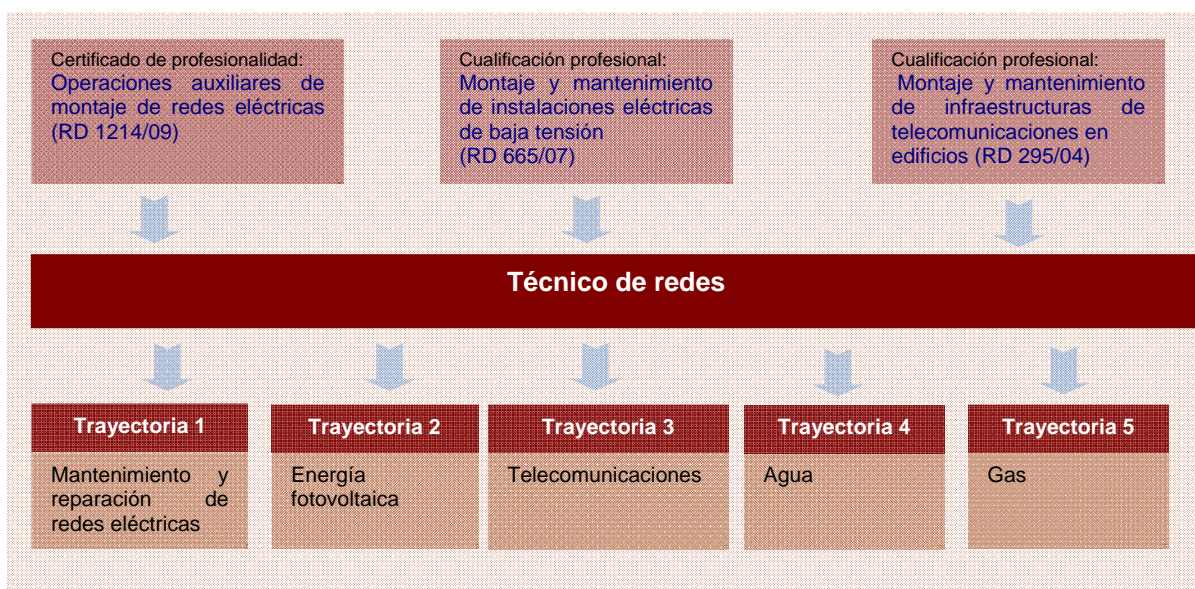 Certificado de profesionalidad:
Operaciones auxiliares de
montaje de redes eléctricas
(RD 1214/09)
Cualificación profesional:
Montaje y mantenimiento
de instalaciones eléctricas
de baja tensión
(RD 665/07)
Cualificación profesional:
Montaje y mantenimiento
de infraestructuras de
telecomunicaciones en
edificios (RD 295/04)
Técnico de redes
Trayectoria 1
Mantenimiento y
reparación de
redes eléctricas
Trayectoria 2
Energía
fotovoltaica
Trayectoria 3
Telecomunicaciones
Trayectoria 4
Agua
Trayectoria 5
Gas